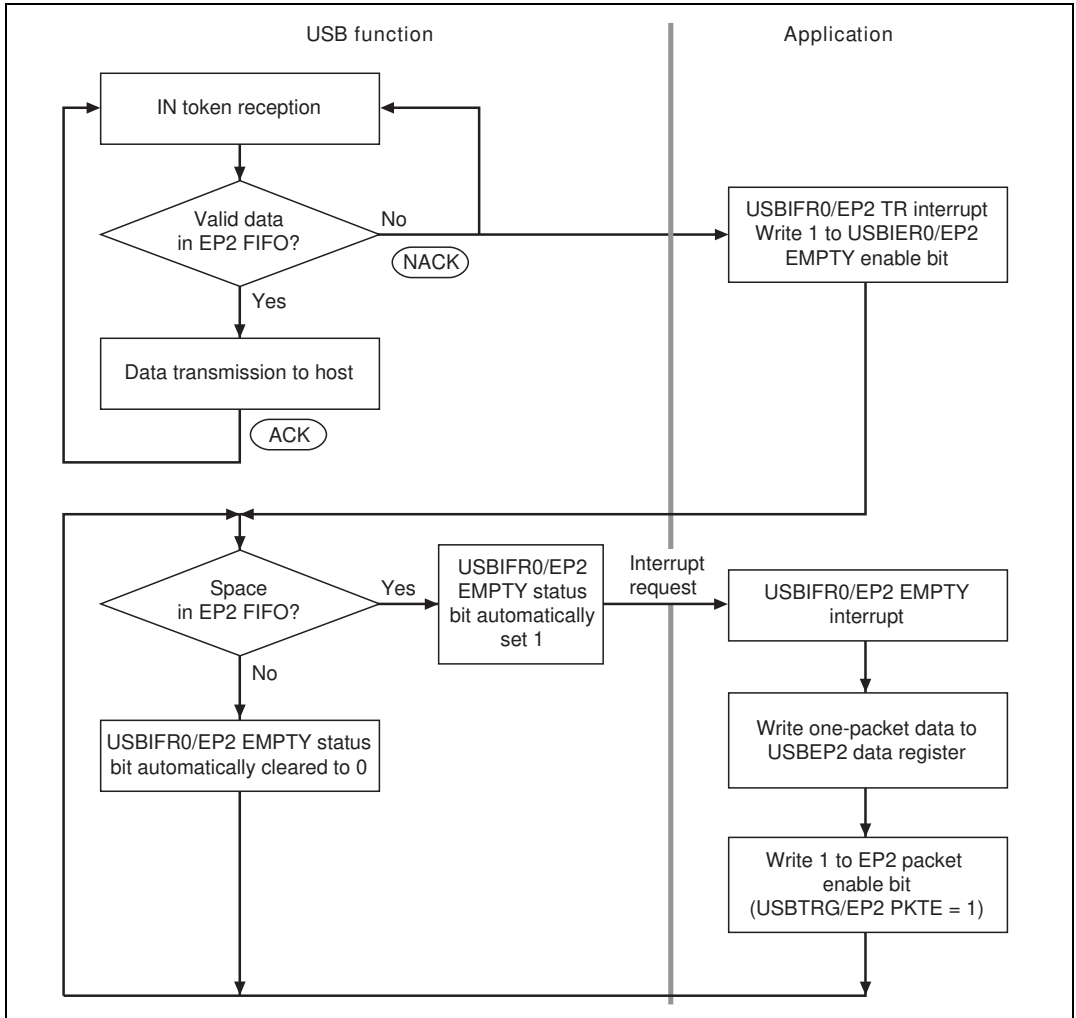 USB function
Application
IN token reception
Valid data
in EP2 FIFO?
No
NACK
USBIFR0/EP2 TR interrupt
Write 1 to USBIER0/EP2
EMPTY enable bit
Yes
Data transmission to host
ACK
Space
in EP2 FIFO?
Yes
USBIFR0/EP2
EMPTY status
bit automatically
set 1
Interrupt
request
USBIFR0/EP2 EMPTY
interrupt
No
USBIFR0/EP2 EMPTY status
bit automatically cleared to 0
Write one-packet data to
USBEP2 data register
Write 1 to EP2 packet
enable bit
(USBTRG/EP2 PKTE = 1)